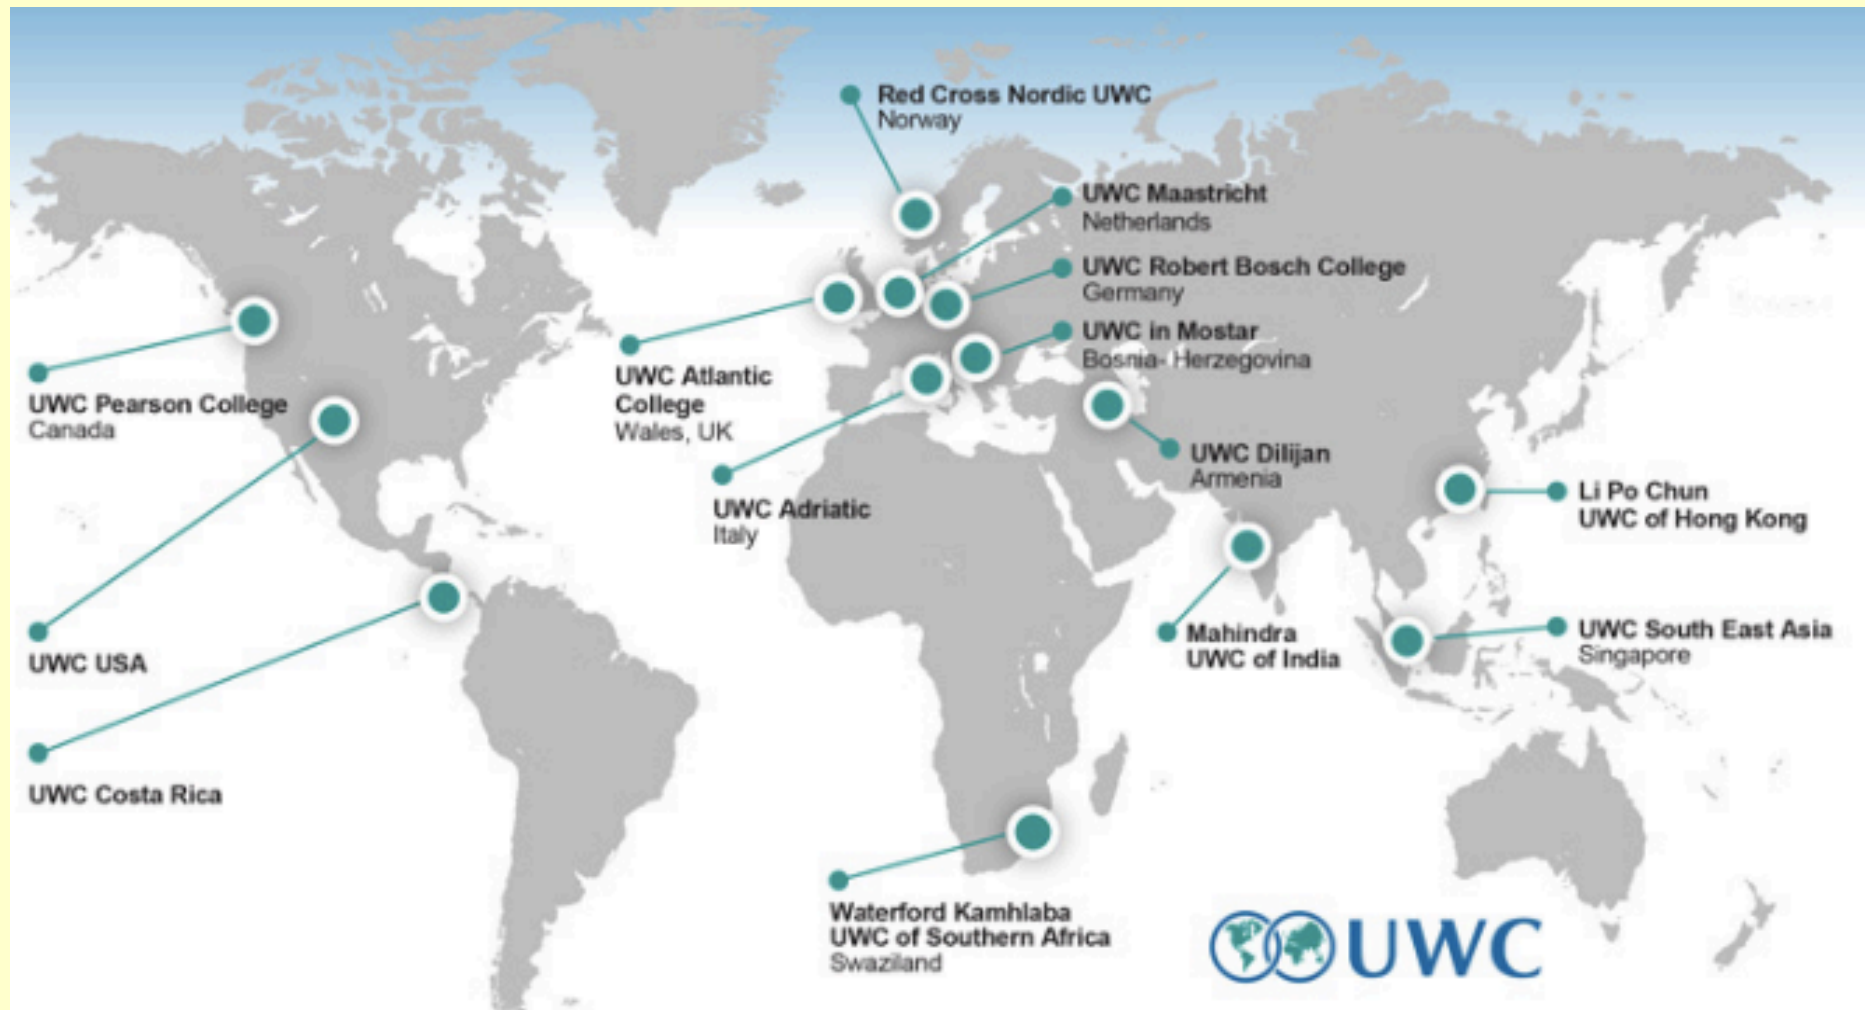 Red Cross Nordic UWC
Norway
UWC Maastricht
Netherlands
UWC Robert Bosch College
Germany
UWC in Mostar
Bosnia- Herzegovina
UWC Atlantic
College
Wales, UK
UWC Pearson College
Canada
UWC Adriatic
Italy
UWC Dilijan
Armenia
Li Po Chun
UWC of Hong Kong
UWC USA
Mahindra
UWC of India
UWC South East Asia
Singapore
UWC Costa Rica
Waterford Kamhlaba
UWC of Southern Africa
Swaziland
UWC